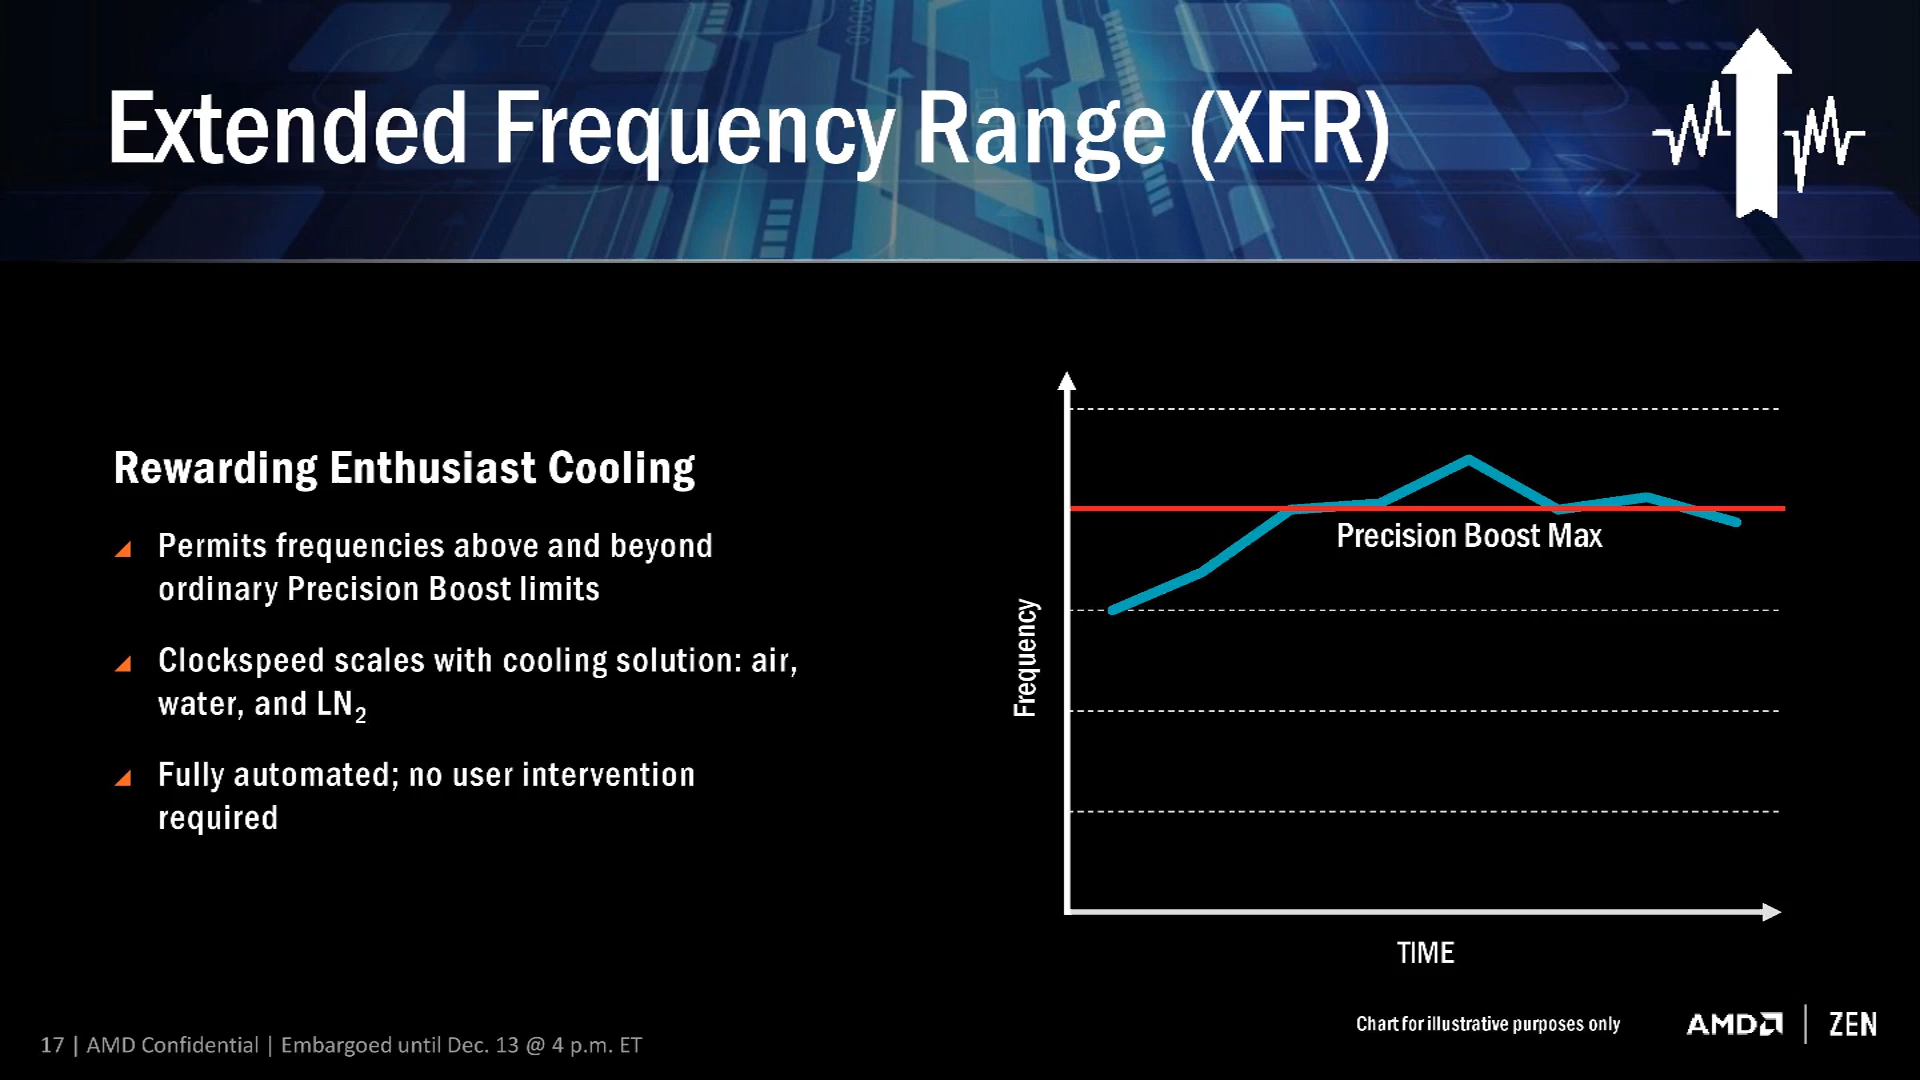 Extended Frequency Range (XFR)
Rewarding Enthusiast Cooling
Permits frequencies above and beyond
ordinary Precision Boost limits
Clockspeed scales with cooling solution: air,
water, and LN₂
Fully automated; no user intervention
required
Precision Boost Max
Frequency
TIME
Chart for illustrative purposes only
AMD | ZEN
17 | AMD Confidential | Embargoed until Dec. 13 @ 4 p.m. ET